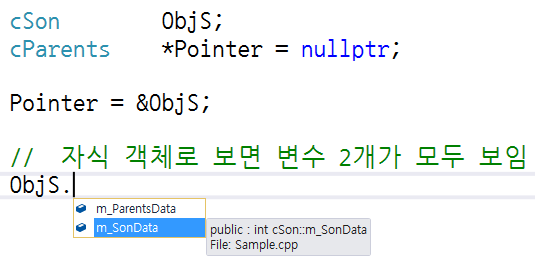 cSon ObjS;
cParents *Pointer = nullptr;
Pointer = &ObjS;
// 자식 객체로 보면 변수 2개가 모두 보임
ObjS.
m_ParentsData
m_SonData
public : int cSon::m_SonData
File: Sample.cpp